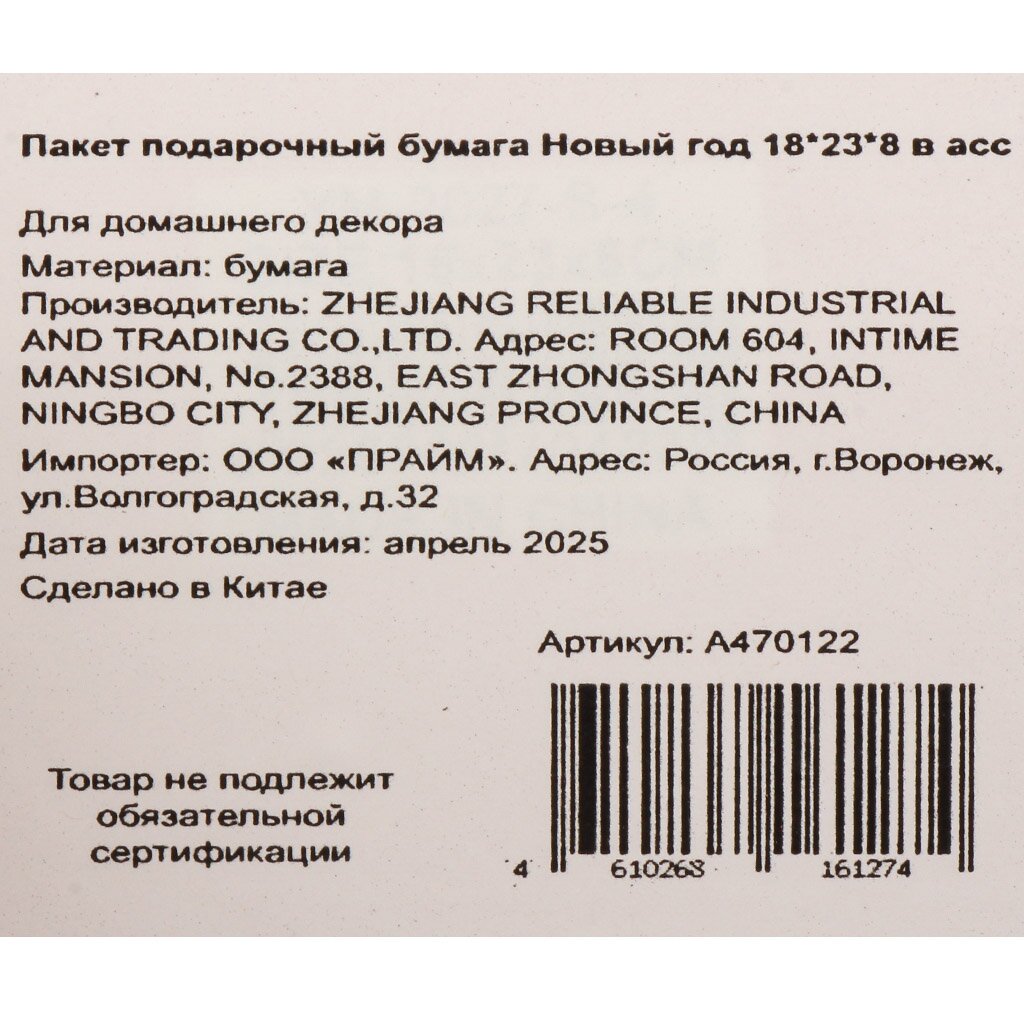 Пакет подарочный бумага Новый год 18*23*8 в асс
Для домашнего декора
Материал: бумага
Производитель: ZHEJIANG RELIABLE INDUSTRIAL
AND TRADING CO.,LTD. Адрес: ROOM 604, INTIME
MANSION, No.2388, EAST ZHONGSHAN ROAD,
NINGBO CITY, ZHEJIANG PROVINCE, CHINA
Импортер: ООО «ПРАЙМ». Адрес: Россия, г.Воронеж,
ул.Волгоградская, д.32
Дата изготовления: апрель 2025
Сделано в Китае
Артикул: А470122
Товар не подлежит
обязательной
сертификации
4 610268 161274